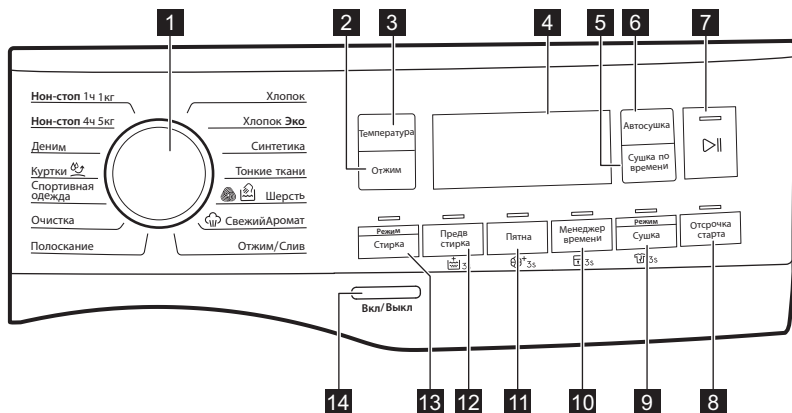 1
2
3
4
5
6
7
Нон-стоп 1ч 1кг
Нон-стоп 4ч 5кг
Деним
Куртки
Спортивная
одежда
Очистка
Полоскание
Хлопок
Хлопок Эко
Синтетика
Тонкие ткани
Шерсть
СвежийАромат
Отжим/Слив
Температура
Отжим
Автосушка
Сушка по
времени
Режим
Стирка
Предв
стирка
3
Пятна
3s
Менеджер
времени
3s
Режим
Сушка
3s
Отсрочка
старта
Вкл/Выкл
14
13
12
11
10
9
8